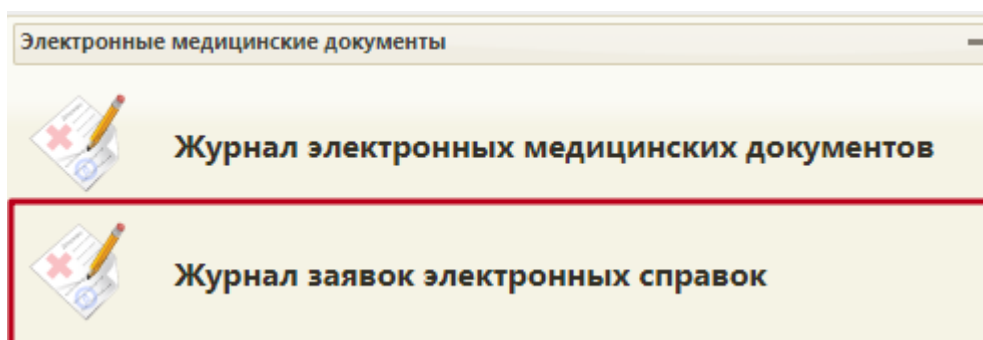 Электронные медицинские документы
Журнал электронных медицинских документов
Журнал заявок электронных справок